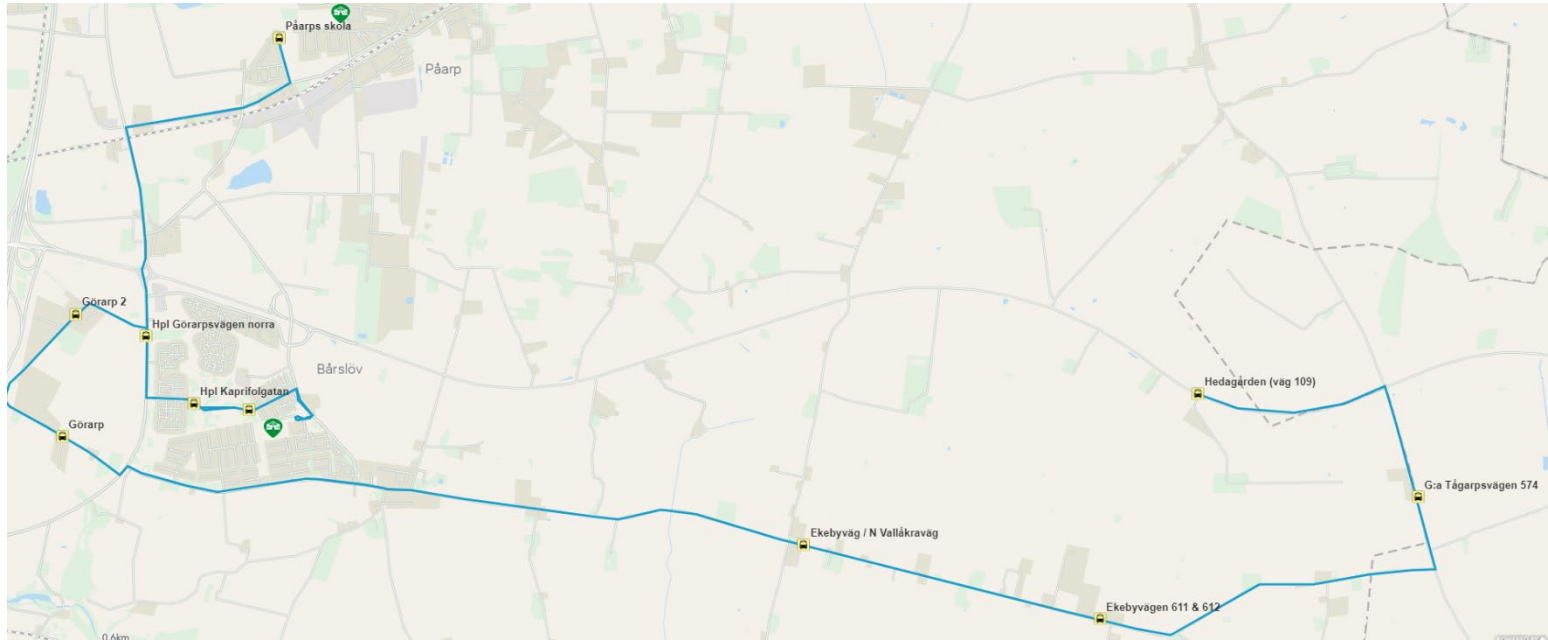 Påarps skola
Påarp
Görarp 2
Hpl Görarpsvägen norra
Bårslöv
Hpl Kaprifolgatan
Hedagården (väg 109)
Görarp
G:a Tågarpsvägen 574
Ekebyväg / N Vallåkraväg
Ekebyvägen 611 & 612
0.6km